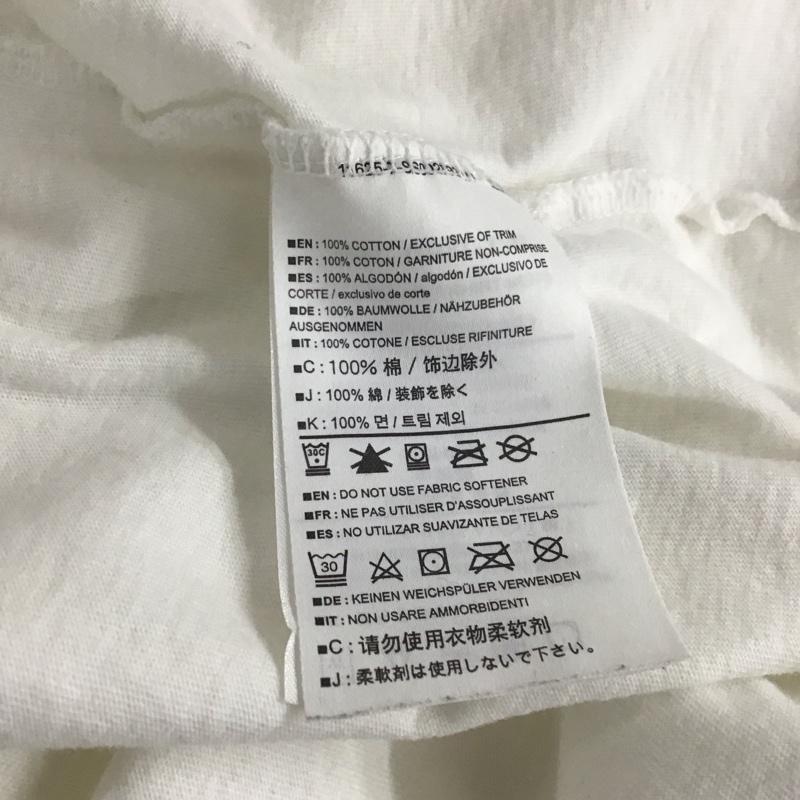 ■EN : 100% COTTON / EXCLUSIVE OF TRIM
■FR : 100% COTON / GARNITURE NON-COMPRISE
■ES : 100% ALGODÓN / algodón / EXCLUSIVO DE
CORTE / exclusivo de corte
■DE : 100% BAUMWOLLE / NÄHZUBEHÖR
AUSGENOMMEN
■IT : 100% COTONE / ESCLUSE RIFINITURE
■C : 100% 棉 / 饰边除外
■J : 100% 綿 / 装飾を除く
■K : 100% 면 / 트림 제외
30C
■EN : DO NOT USE FABRIC SOFTENER
■FR : NE PAS UTILISER D'ASSOUPLISSANT
■ES : NO UTILIZAR SUAVIZANTE DE TELAS
30
■DE : KEINEN WEICHSPÜLER VERWENDEN
■IT : NON USARE AMMORBIDENTI
■C : 请勿使用衣物柔软剂
■J : 柔軟剤は使用しないで下さい。